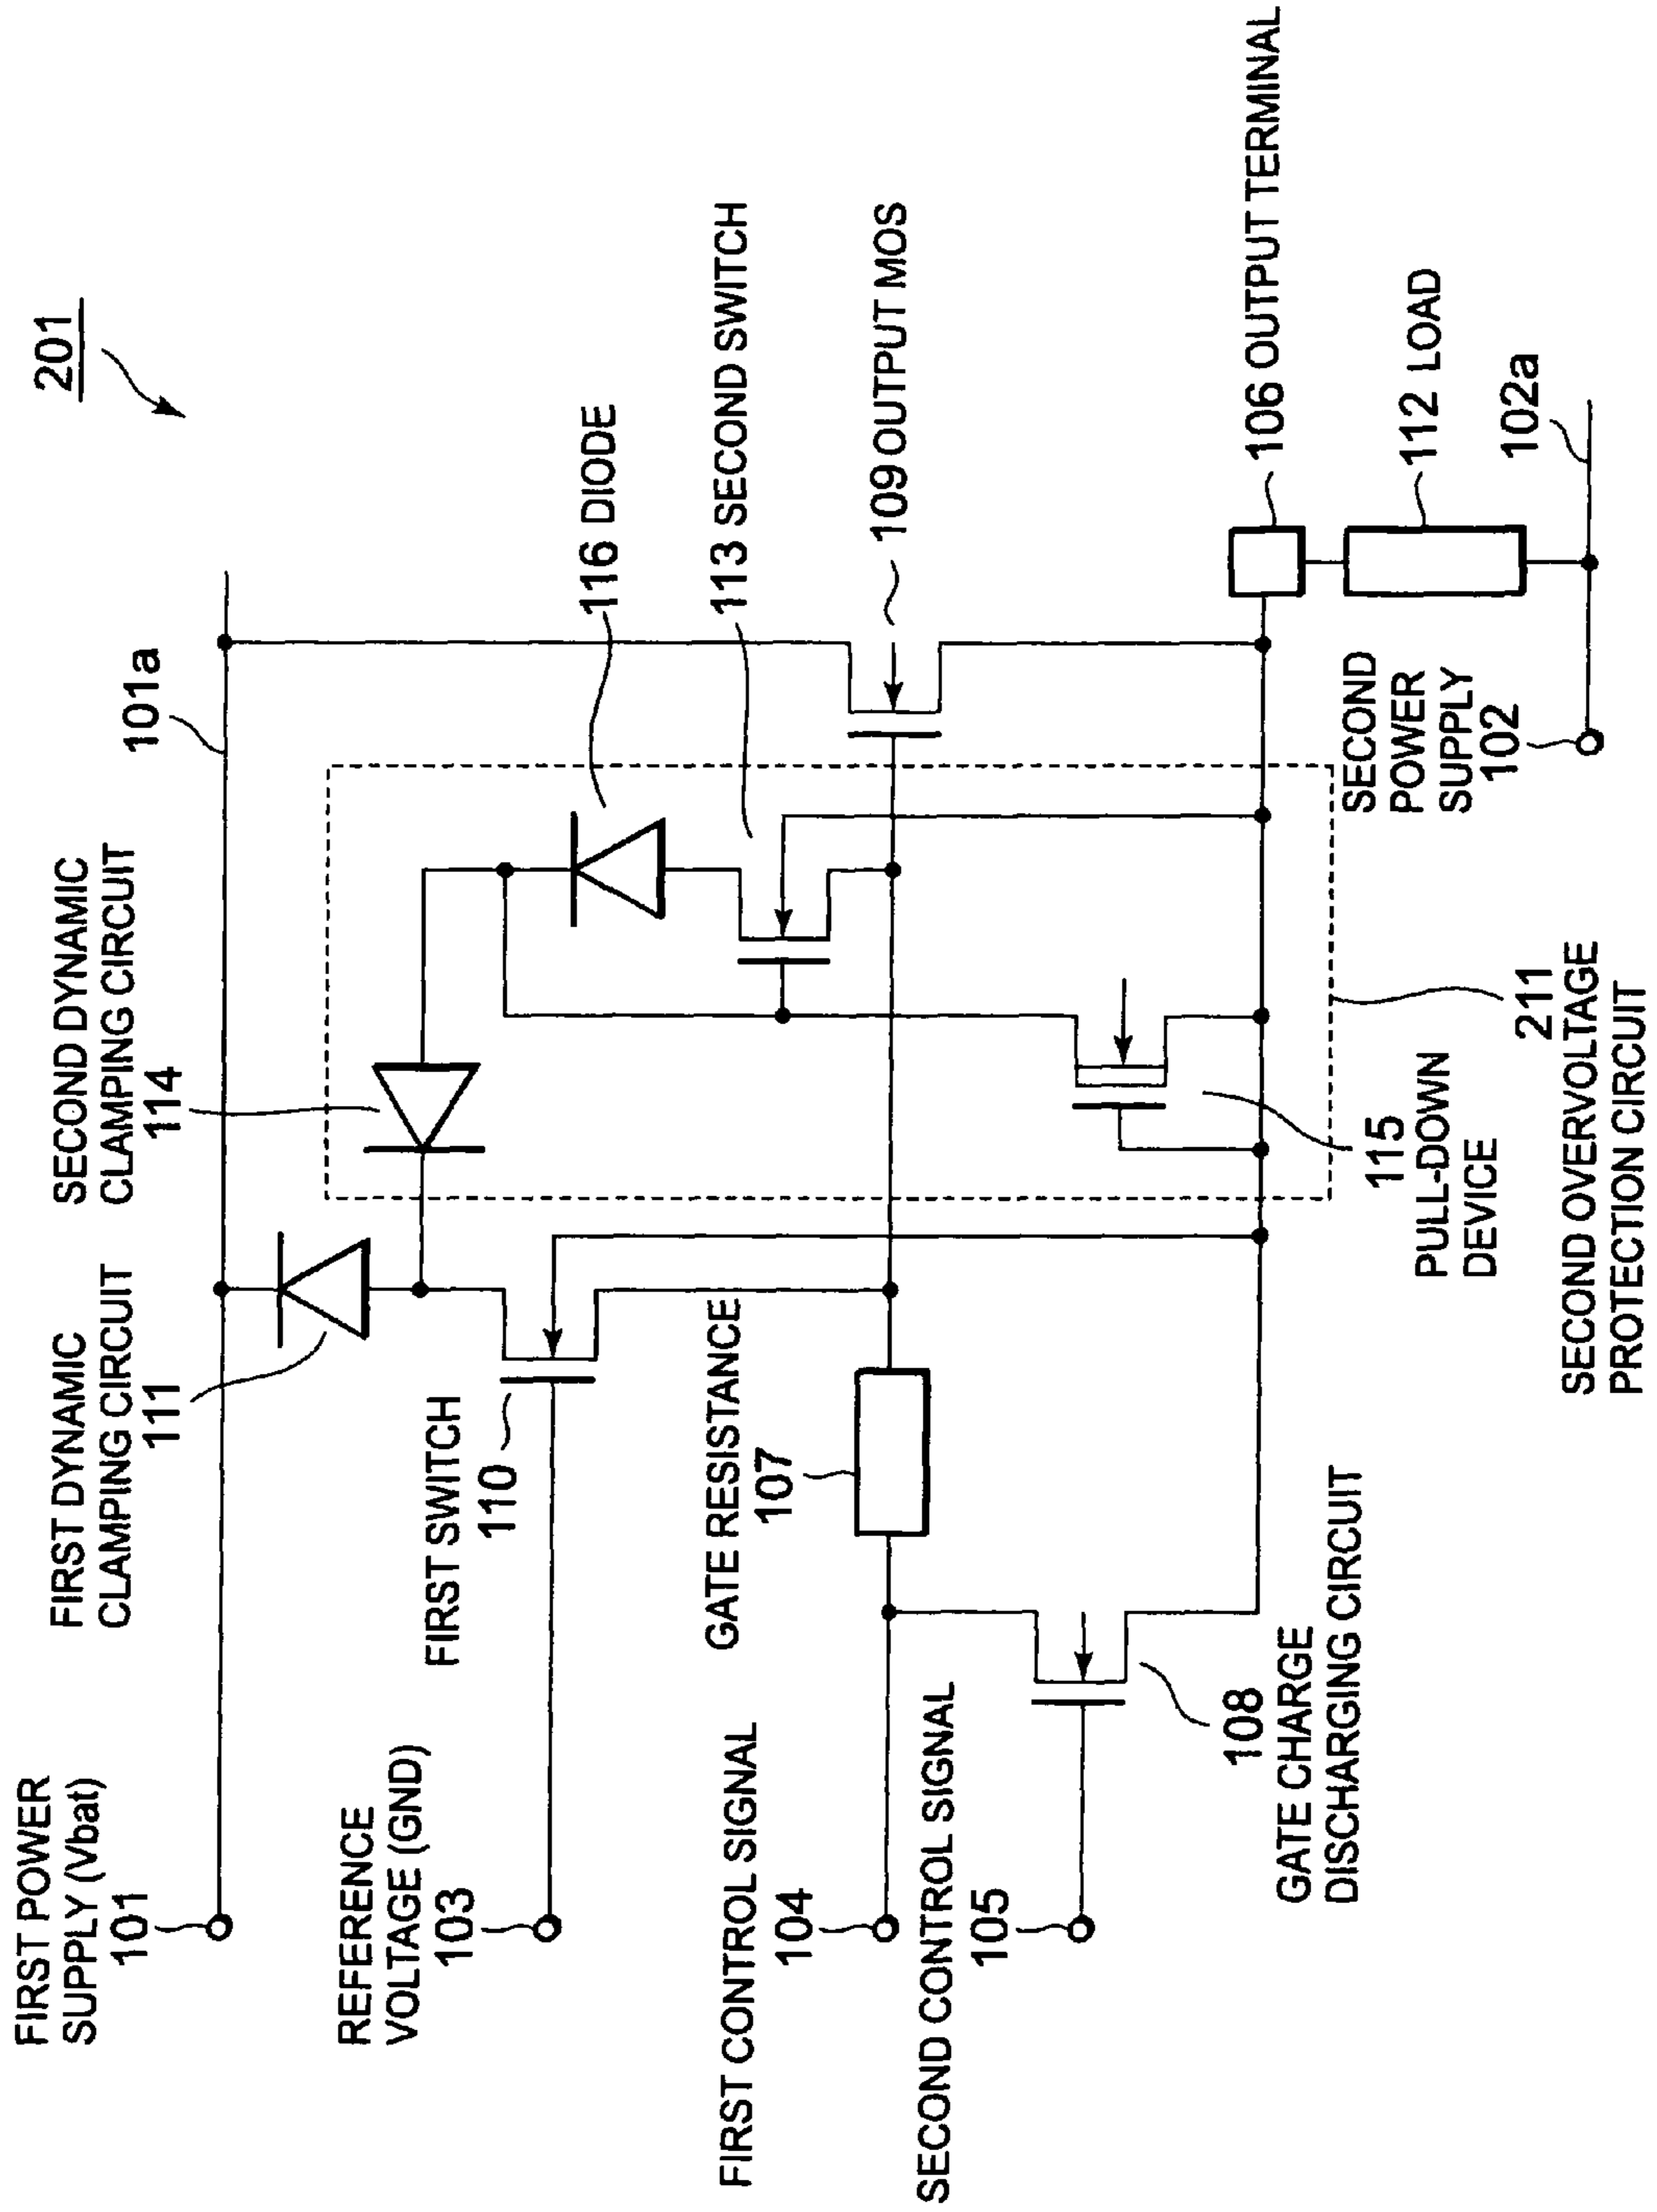 201
FIRST POWER
SUPPLY (Vbat)
101
FIRST DYNAMIC
CLAMPING CIRCUIT
111
SECOND DYNAMIC
CLAMPING CIRCUIT
114
101a
REFERENCE
VOLTAGE (GND)
103
FIRST SWITCH
110
116 DIODE
113 SECOND SWITCH
GATE RESISTANCE
107
109 OUTPUT MOS
FIRST CONTROL SIGNAL
104
SECOND CONTROL SIGNAL
105
108
GATE CHARGE
DISCHARGING CIRCUIT
115
PULL-DOWN
DEVICE
211
SECOND OVERVOLTAGE
PROTECTION CIRCUIT
106 OUTPUT TERMINAL
112 LOAD
SECOND
POWER
SUPPLY
102
102a